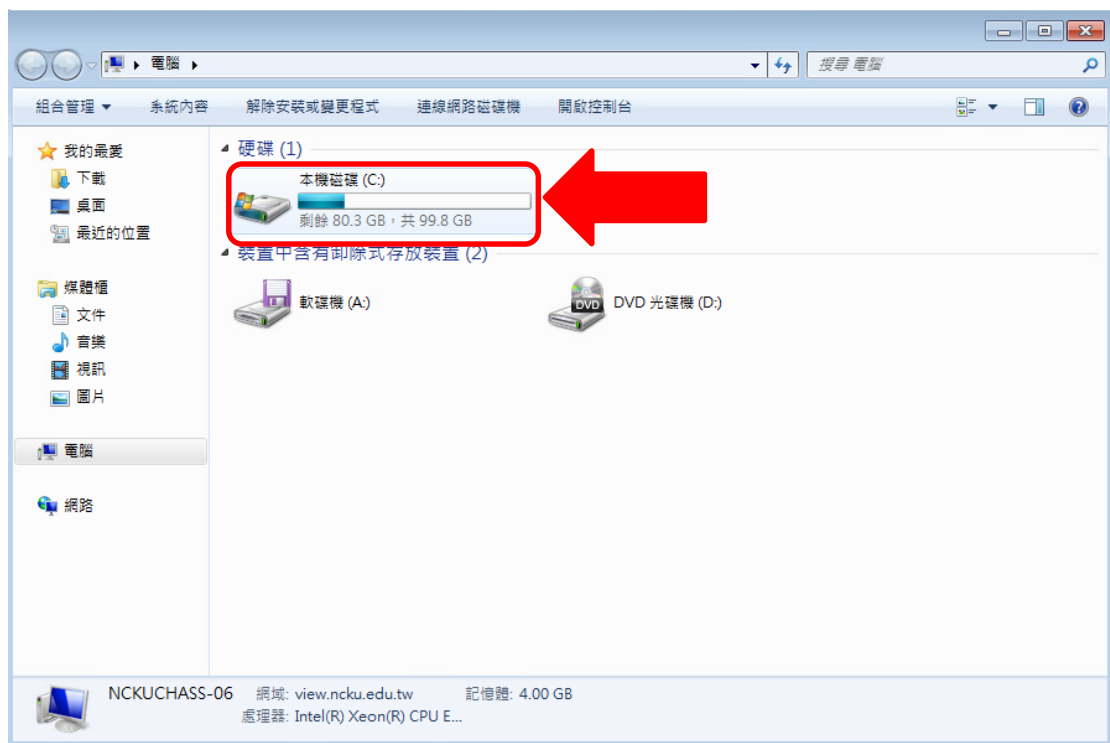 電腦
搜尋 電腦
組合管理 系統內容 解除安裝或變更程式 連線網路磁碟機 開啟控制台
我的最愛
下載
桌面
最近的位置
媒體櫃
文件
音樂
視訊
圖片
電腦
網路
硬碟 (1)
本機磁碟 (C:)
剩餘 80.3 GB，共 99.8 GB
裝置中含有卸除式存放裝置 (2)
軟碟機 (A:)
DVD
DVD 光碟機 (D:)
NCKUCHASS-06 網域: view.ncku.edu.tw 記憶體: 4.00 GB
處理器: Intel(R) Xeon(R) CPU E...